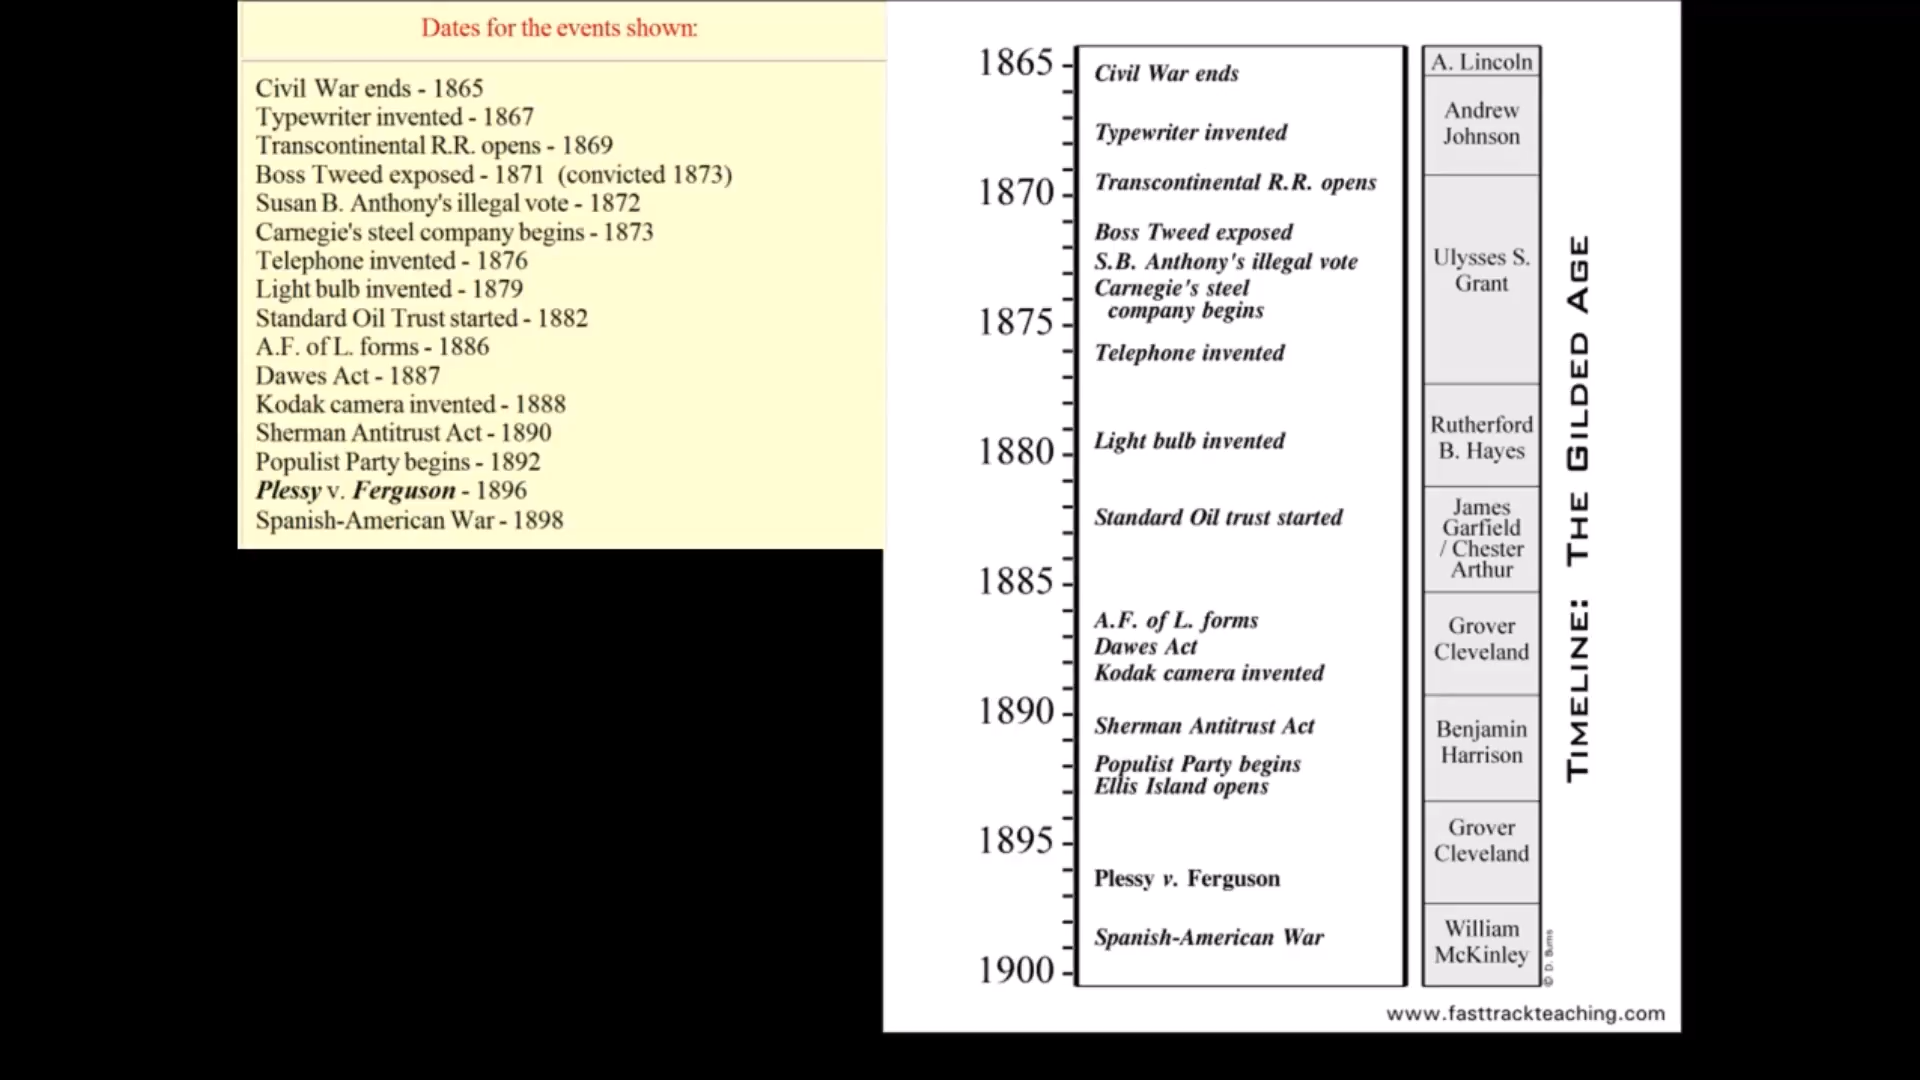 Dates for the events shown:
Civil War ends - 1865
Typewriter invented - 1867
Transcontinental R.R. opens - 1869
Boss Tweed exposed - 1871 (convicted 1873)
Susan B. Anthony's illegal vote - 1872
Carnegie's steel company begins - 1873
Telephone invented - 1876
Light bulb invented - 1879
Standard Oil Trust started - 1882
A.F. of L. forms - 1886
Dawes Act - 1887
Kodak camera invented - 1888
Sherman Antitrust Act - 1890
Populist Party begins - 1892
Plessy v. Ferguson - 1896
Spanish-American War - 1898
1865
1870
1875
1880
1885
1890
1895
1900
Civil War ends
Typewriter invented
Transcontinental R.R. opens
Boss Tweed exposed
S.B. Anthony's illegal vote
Carnegie's steel
company begins
Telephone invented
Light bulb invented
Standard Oil trust started
A.F. of L. forms
Dawes Act
Kodak camera invented
Sherman Antitrust Act
Populist Party begins
Ellis Island opens
Plessy v. Ferguson
Spanish-American War
A. Lincoln
Andrew
Johnson
Ulysses S.
Grant
Rutherford
B. Hayes
James
Garfield
/ Chester
Arthur
Grover
Cleveland
Benjamin
Harrison
Grover
Cleveland
William
McKinley
© D. Burns
TIMELINE: THE GILDED AGE
www.fasttrackteaching.com